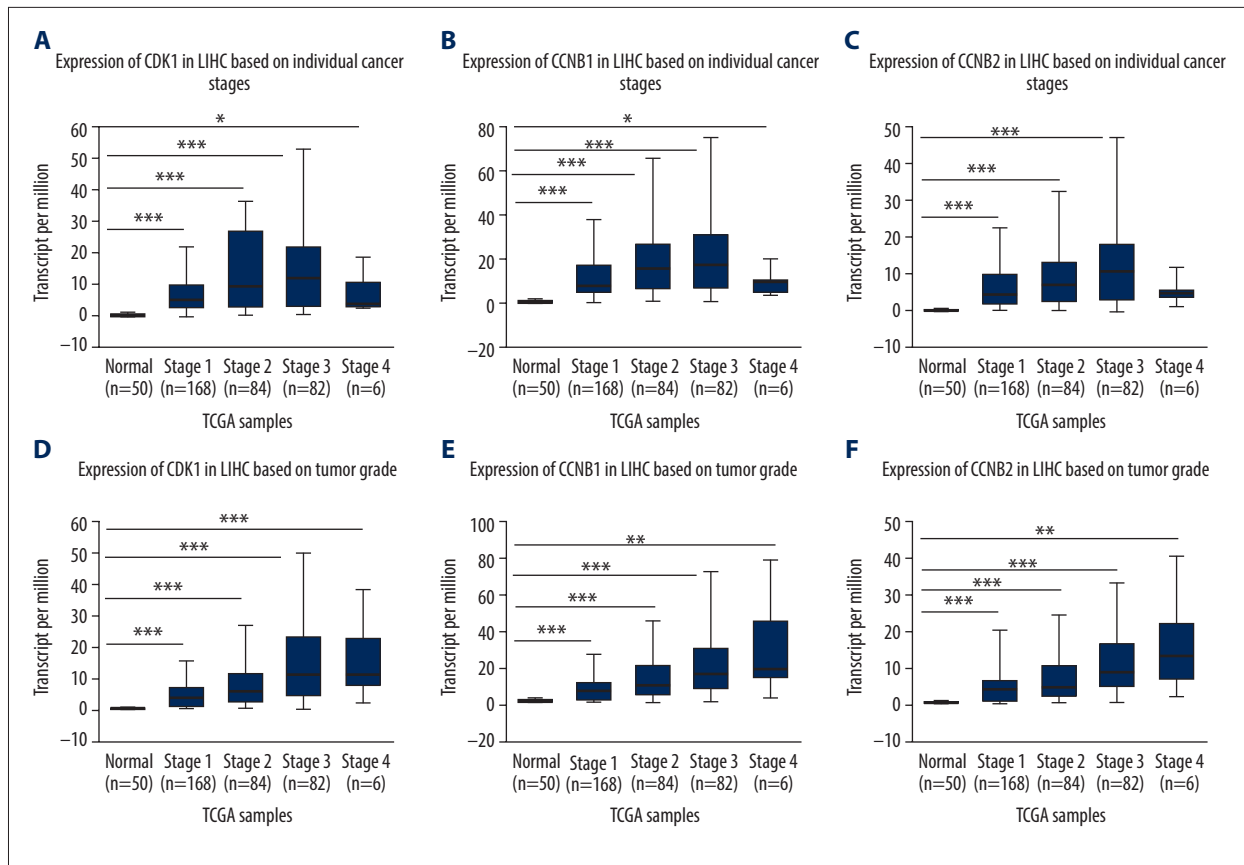 A
Expression of CDK1 in LIHC based on individual cancer
stages
60
50
40
30
20
10
0
–10
Transcript per million
*
***
***
***
Normal Stage 1 Stage 2 Stage 3 Stage 4
(n=50) (n=168) (n=84) (n=82) (n=6)
TCGA samples
B
Expression of CCNB1 in LIHC based on individual cancer
stages
80
60
40
20
0
–20
Transcript per million
*
***
***
***
Normal Stage 1 Stage 2 Stage 3 Stage 4
(n=50) (n=168) (n=84) (n=82) (n=6)
TCGA samples
C
Expression of CCNB2 in LIHC based on individual cancer
stages
50
40
30
20
10
0
–10
Transcript per million
***
***
***
Normal Stage 1 Stage 2 Stage 3 Stage 4
(n=50) (n=168) (n=84) (n=82) (n=6)
TCGA samples
D
Expression of CDK1 in LIHC based on tumor grade
60
50
40
30
20
10
0
–10
Transcript per million
***
***
***
***
Normal Stage 1 Stage 2 Stage 3 Stage 4
(n=50) (n=168) (n=84) (n=82) (n=6)
TCGA samples
E
Expression of CCNB1 in LIHC based on tumor grade
100
80
60
40
20
0
–20
Transcript per million
**
***
***
***
Normal Stage 1 Stage 2 Stage 3 Stage 4
(n=50) (n=168) (n=84) (n=82) (n=6)
TCGA samples
F
Expression of CCNB2 in LIHC based on tumor grade
50
40
30
20
10
0
–10
Transcript per million
**
***
***
***
Normal Stage 1 Stage 2 Stage 3 Stage 4
(n=50) (n=168) (n=84) (n=82) (n=6)
TCGA samples